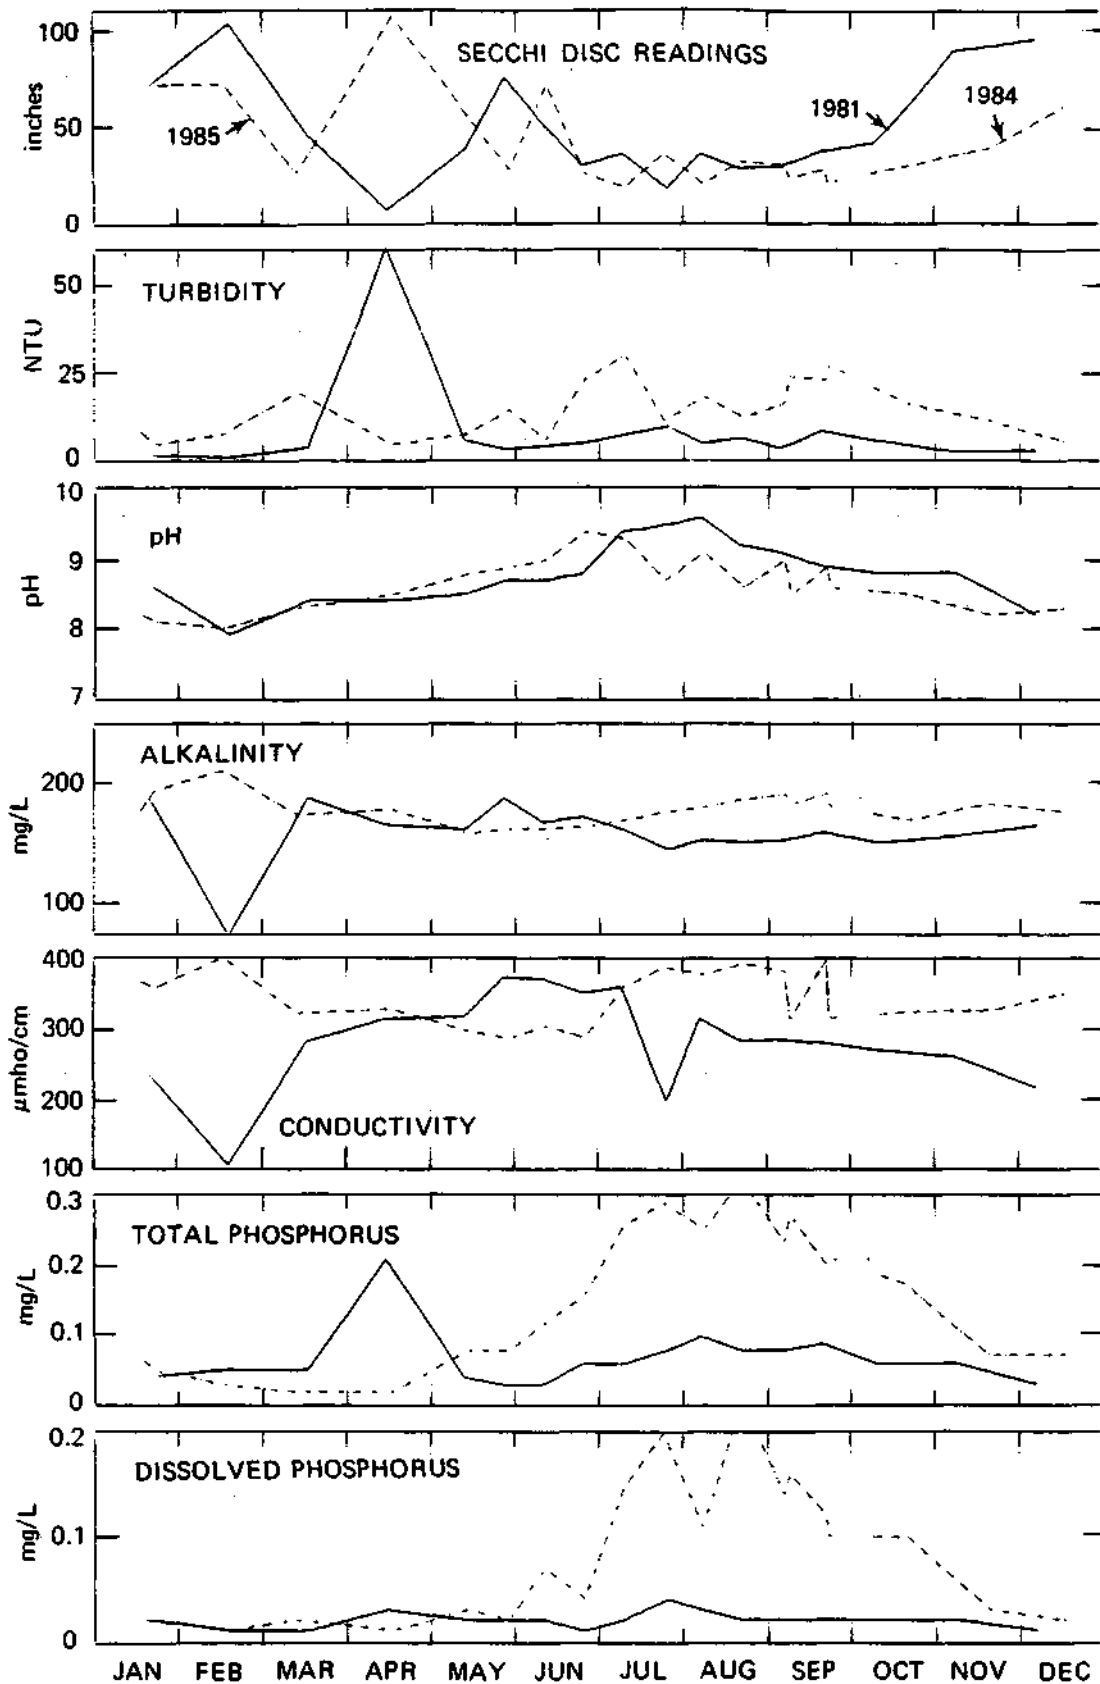 100
SECCHI DISC READINGS
inches
50
1985
1981
1984
0
50
TURBIDITY
NTU
25
0
10
pH
9
pH
8
7
ALKALINITY
200
mg/L
100
400
300
µmho/cm
200
CONDUCTIVITY
100
0.3
TOTAL PHOSPHORUS
0.2
mg/L
0.1
0
0.2
DISSOLVED PHOSPHORUS
mg/L
0.1
0
JAN FEB MAR APR MAY JUN JUL AUG SEP OCT NOV DEC